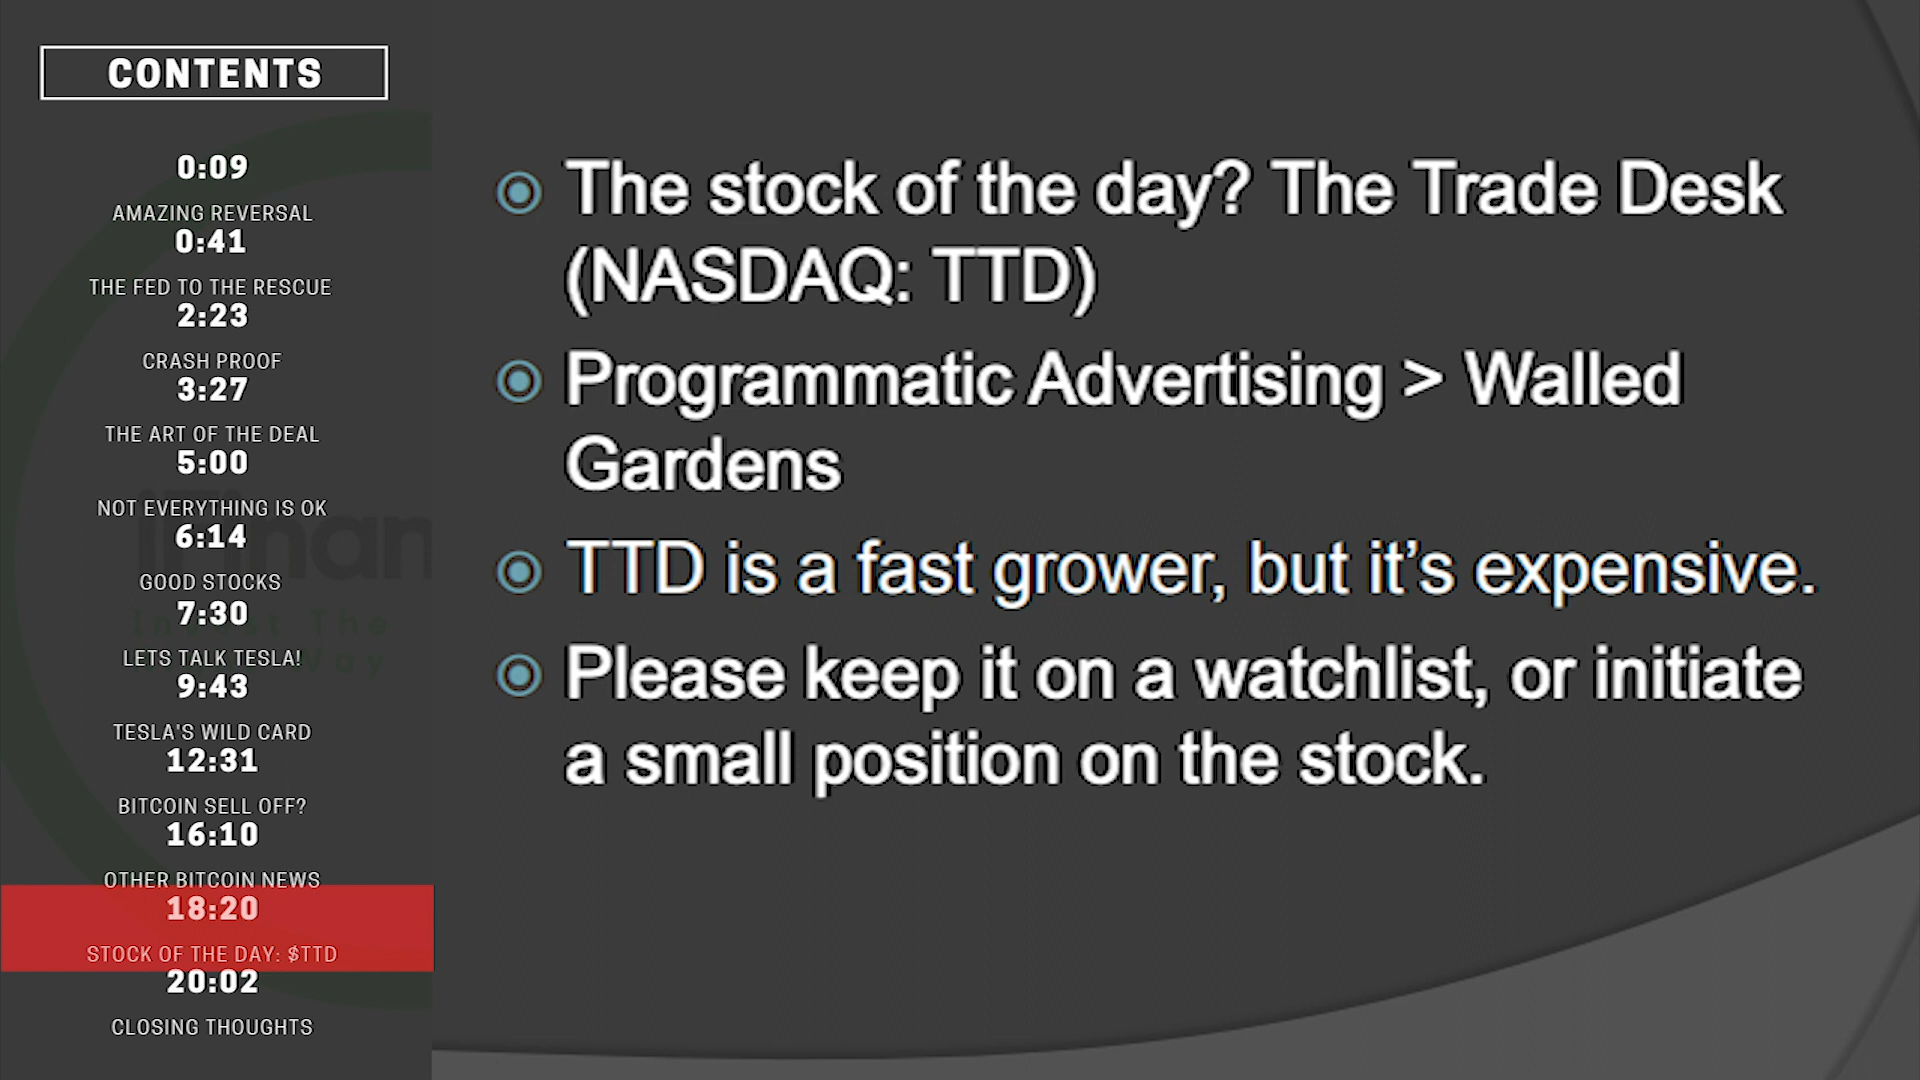 CONTENTS
0:09
AMAZING REVERSAL
0:41
THE FED TO THE RESCUE
2:23
CRASH PROOF
3:27
THE ART OF THE DEAL
5:00
NOT EVERYTHING IS OK
6:14
GOOD STOCKS
7:30
LETS TALK TESLA!
9:43
TESLA'S WILD CARD
12:31
BITCOIN SELL OFF?
16:10
OTHER BITCOIN NEWS
18:20
STOCK OF THE DAY: $TTD
20:02
CLOSING THOUGHTS
The stock of the day? The Trade Desk
(NASDAQ: TTD)
Programmatic Advertising > Walled
Gardens
TTD is a fast grower, but it’s expensive.
Please keep it on a watchlist, or initiate
a small position on the stock.